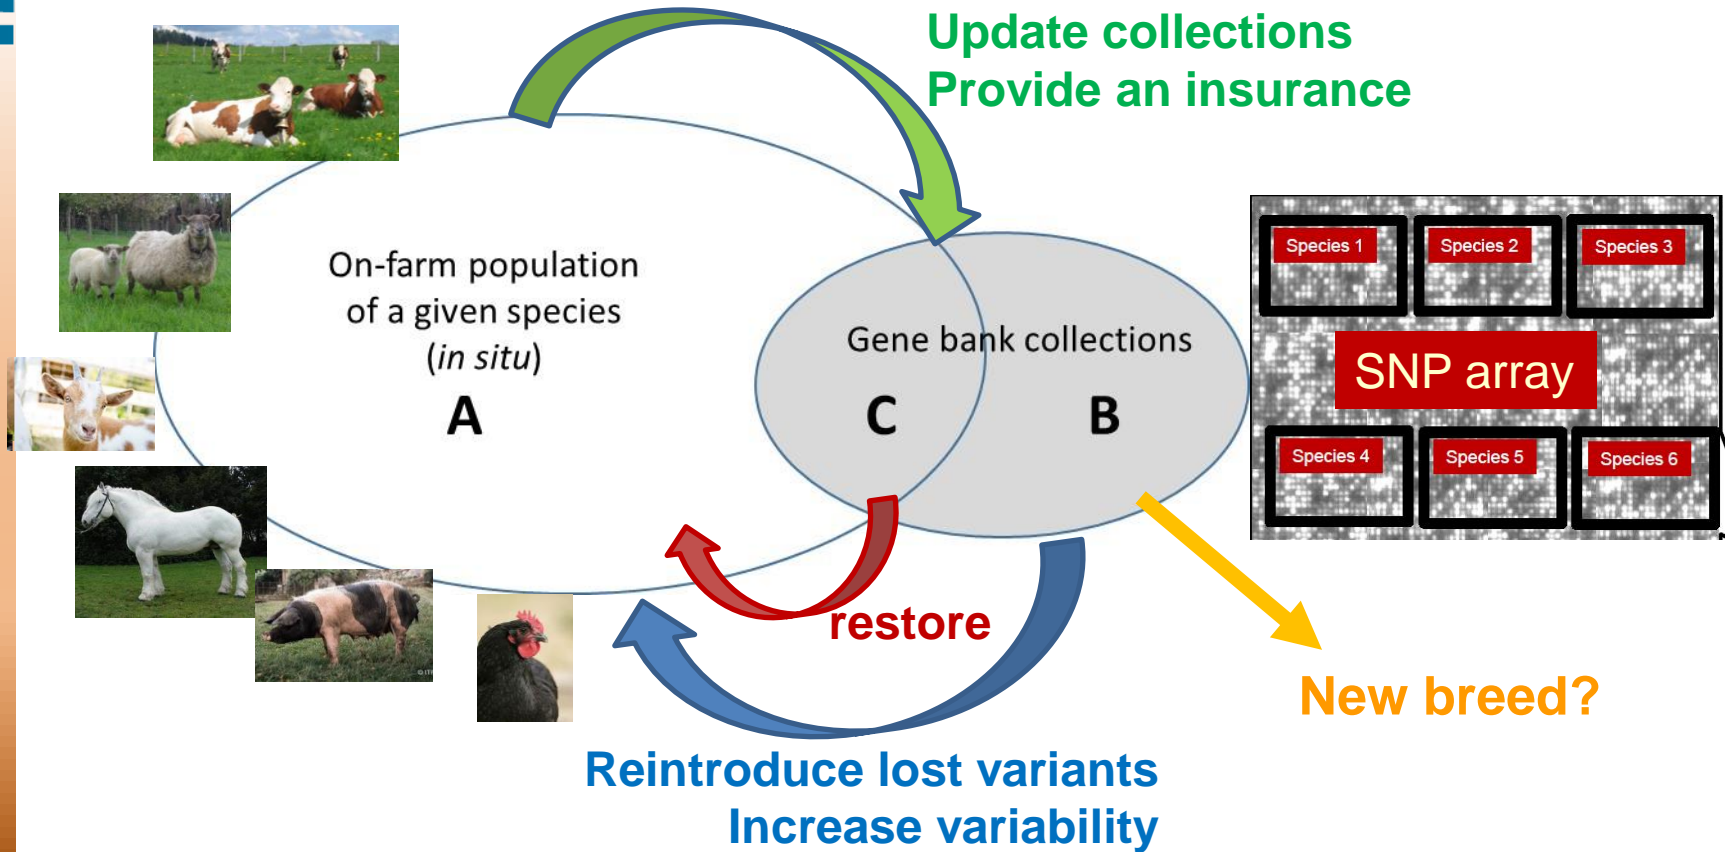 Update collections
Provide an insurance
On-farm population
of a given species
(in situ)
A
Gene bank collections
C
B
Species 1
Species 2
Species 3
SNP array
Species 4
Species 5
Species 6
restore
New breed?
Reintroduce lost variants
Increase variability